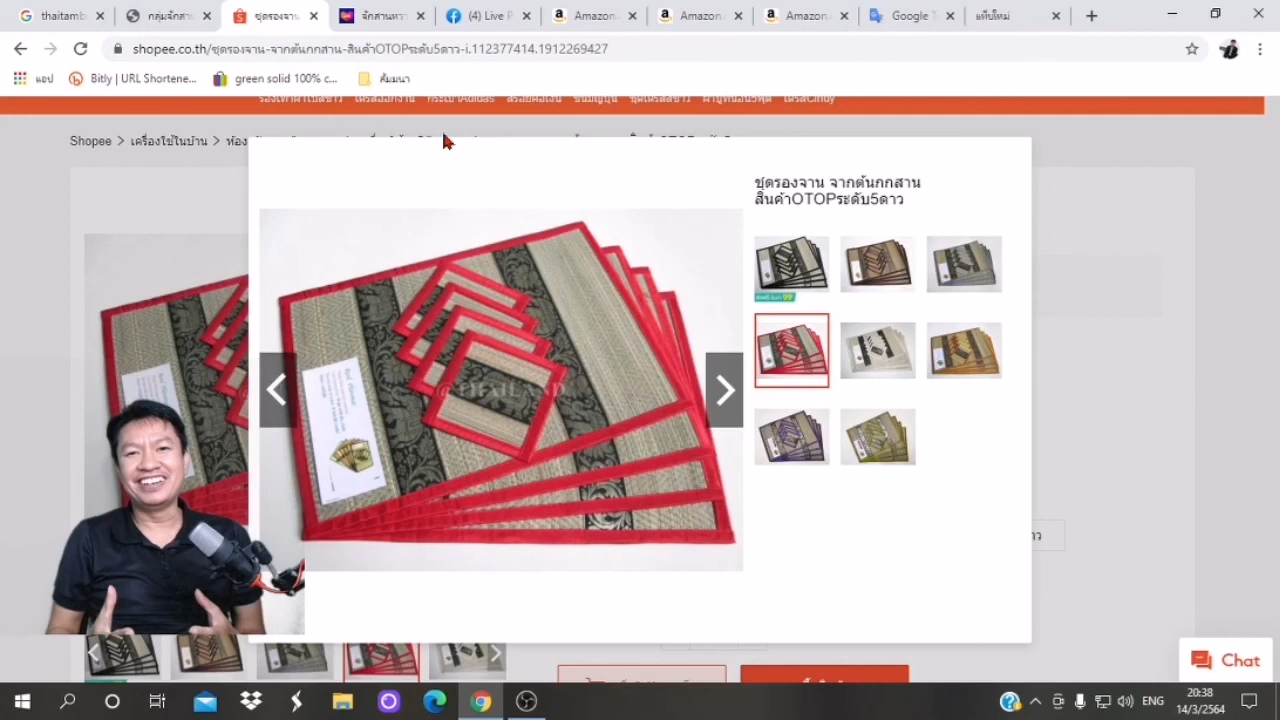 thaitamb
กลุ่มจักสา
ชุดรองจาน
จักสานหวา
(4) Live P
Amazon
Amazon
Amazon
Google T
แท็บใหม่
shopee.co.th/ชุดรองจาน-จากต้นกกสาน-สินค้าOTOPระดับ5ดาว-i.112377414.1912269427
แอป
Bitly | URL Shortene...
green solid 100% c...
สัมมนา
Shopee > เครื่องใช้ในบ้าน > ห้อง
ชุดรองจาน จากต้นกกสาน
สินค้าOTOPระดับ5ดาว
@THAILAND
Chat
ENG
20:38
14/3/2564